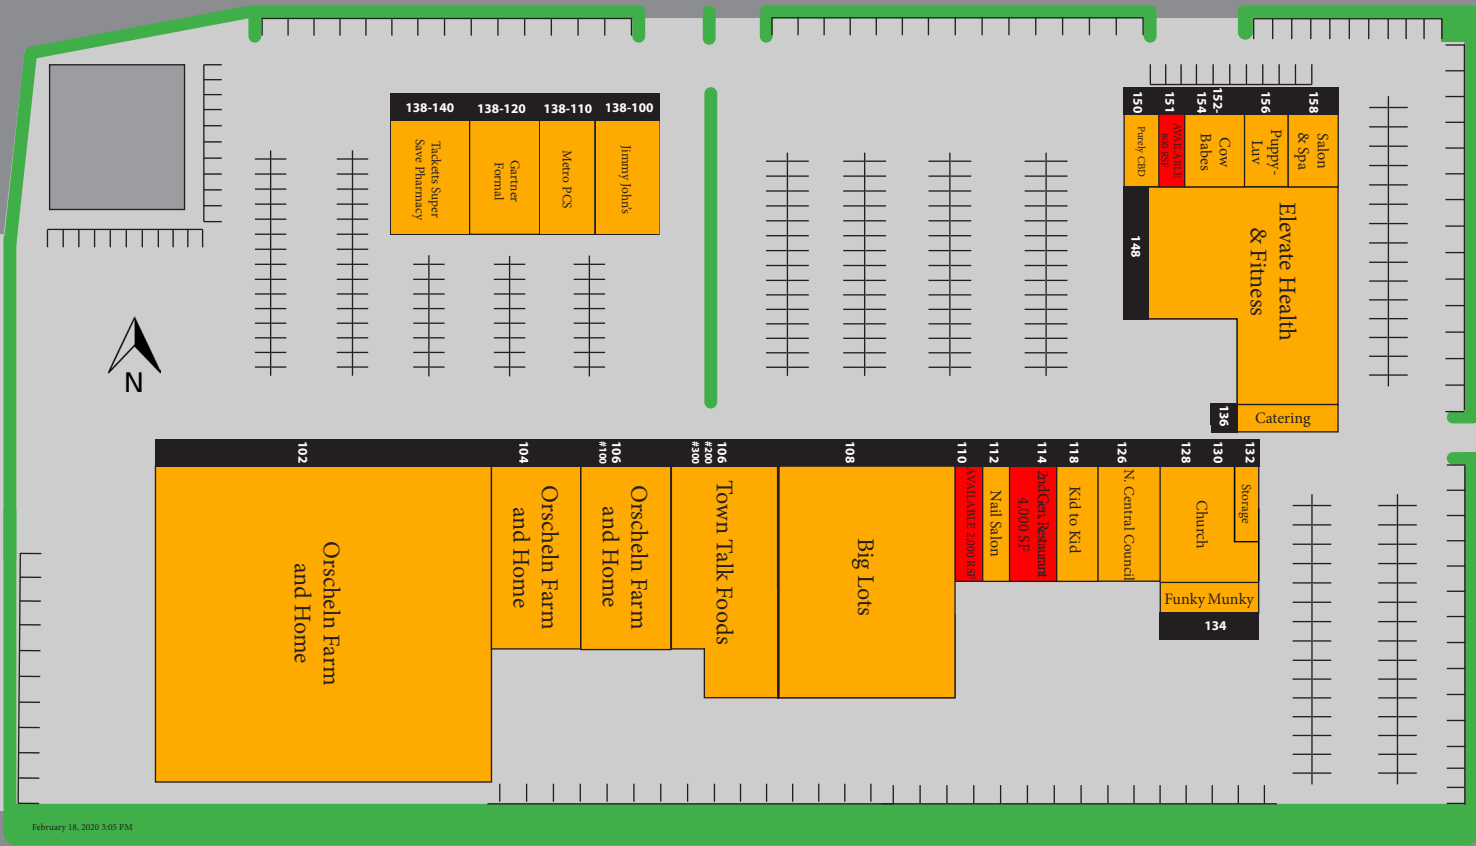 138-140
138-120
138-110
138-100
Tacketts Super
Save Pharmacy
Gartner
Formal
Metro PCS
Jimmy John's
150
151
152-
154
156
158
Purely CBD
AVAILABLE
800 RSF
Cow
Babes
Puppy-
Luv
Salon
& Spa
148
Elevate Health
& Fitness
136
Catering
N
102
104
106
#100
106
#200
#300
108
110
112
114
118
126
128
130
132
Orscheln Farm
and Home
Orscheln Farm
and Home
Orscheln Farm
and Home
Town Talk Foods
Big Lots
AVAILABLE 2,000 RSF
Nail Salon
2nd Gen. Restaurant
4,000 SF
Kid to Kid
N. Central Council
Church
Storage
Funky Munky
134
February 18, 2020 3:05 PM